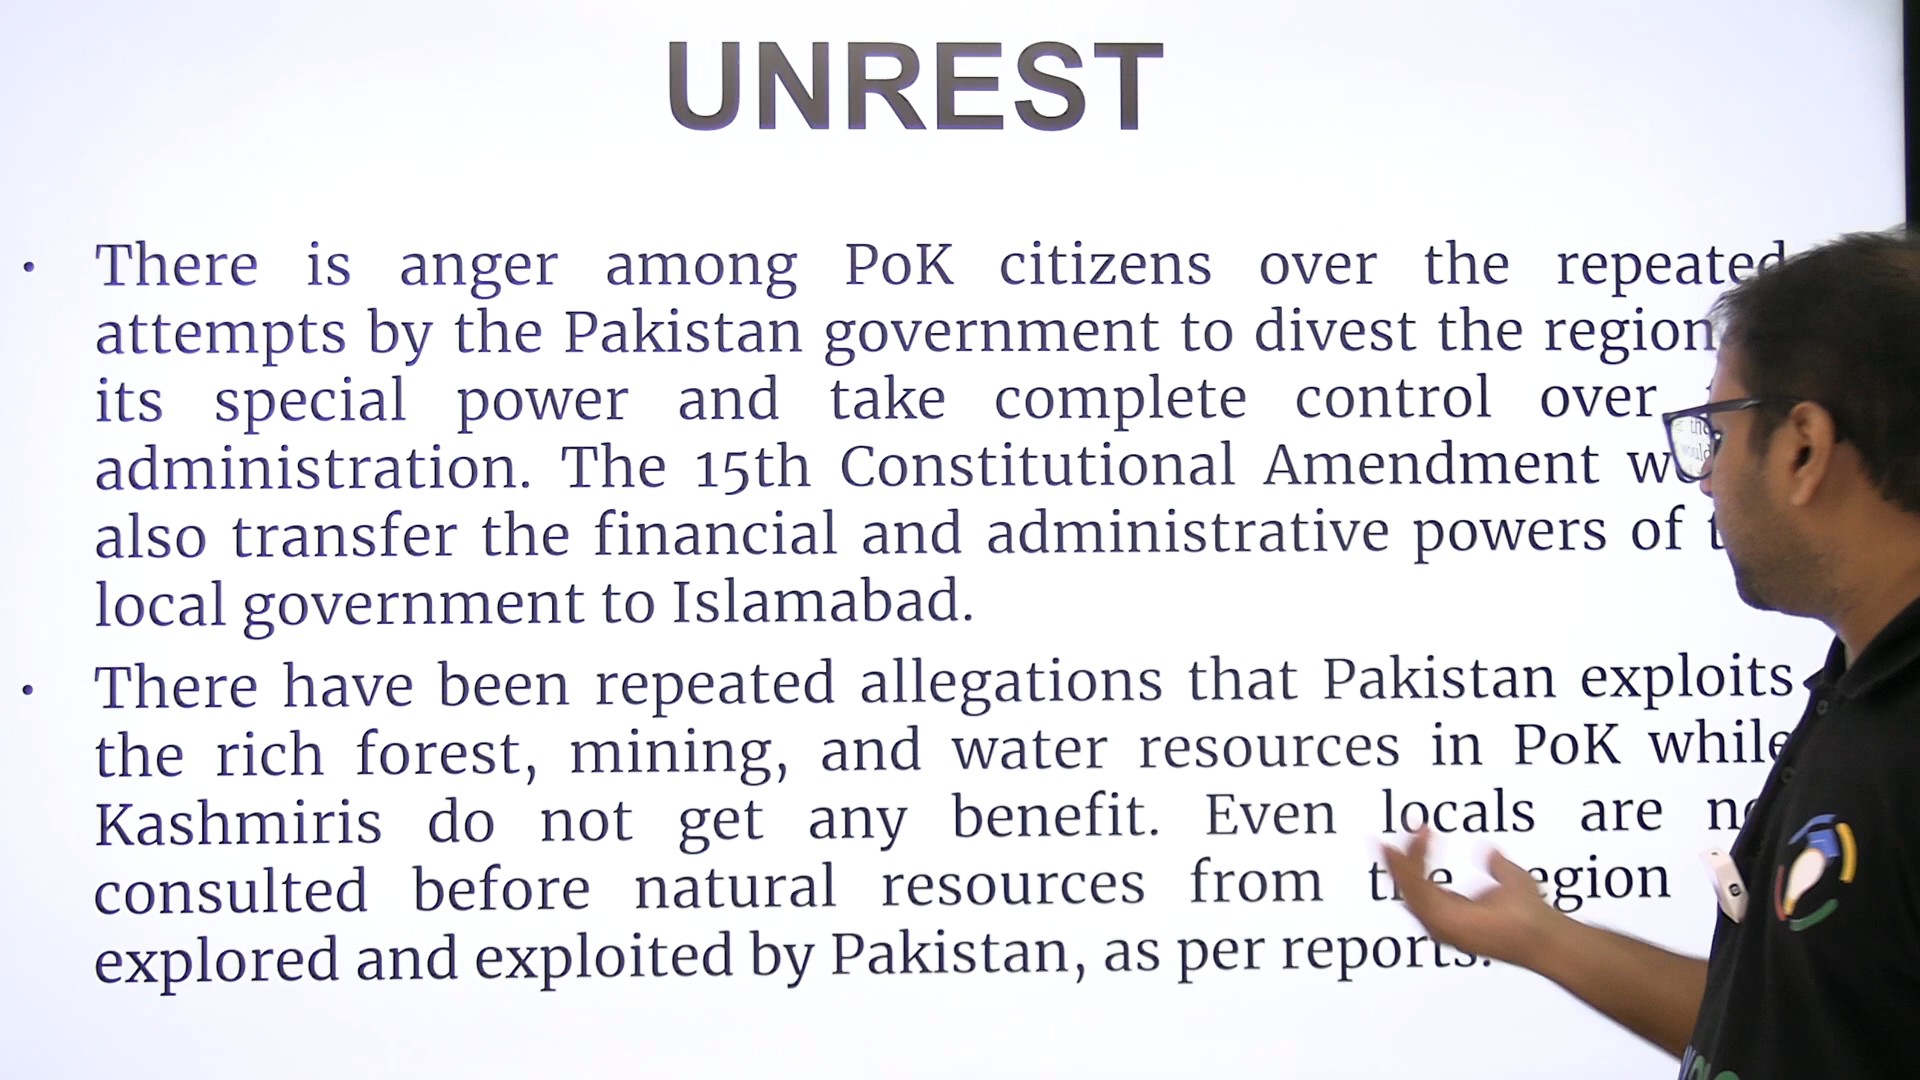 UNREST
• There is anger among PoK citizens over the repeated
attempts by the Pakistan government to divest the region
its special power and take complete control over
administration. The 15th Constitutional Amendment
also transfer the financial and administrative powers of
local government to Islamabad.
• There have been repeated allegations that Pakistan exploits
the rich forest, mining, and water resources in PoK while
Kashmiris do not get any benefit. Even locals are
consulted before natural resources from the region
explored and exploited by Pakistan, as per reports.